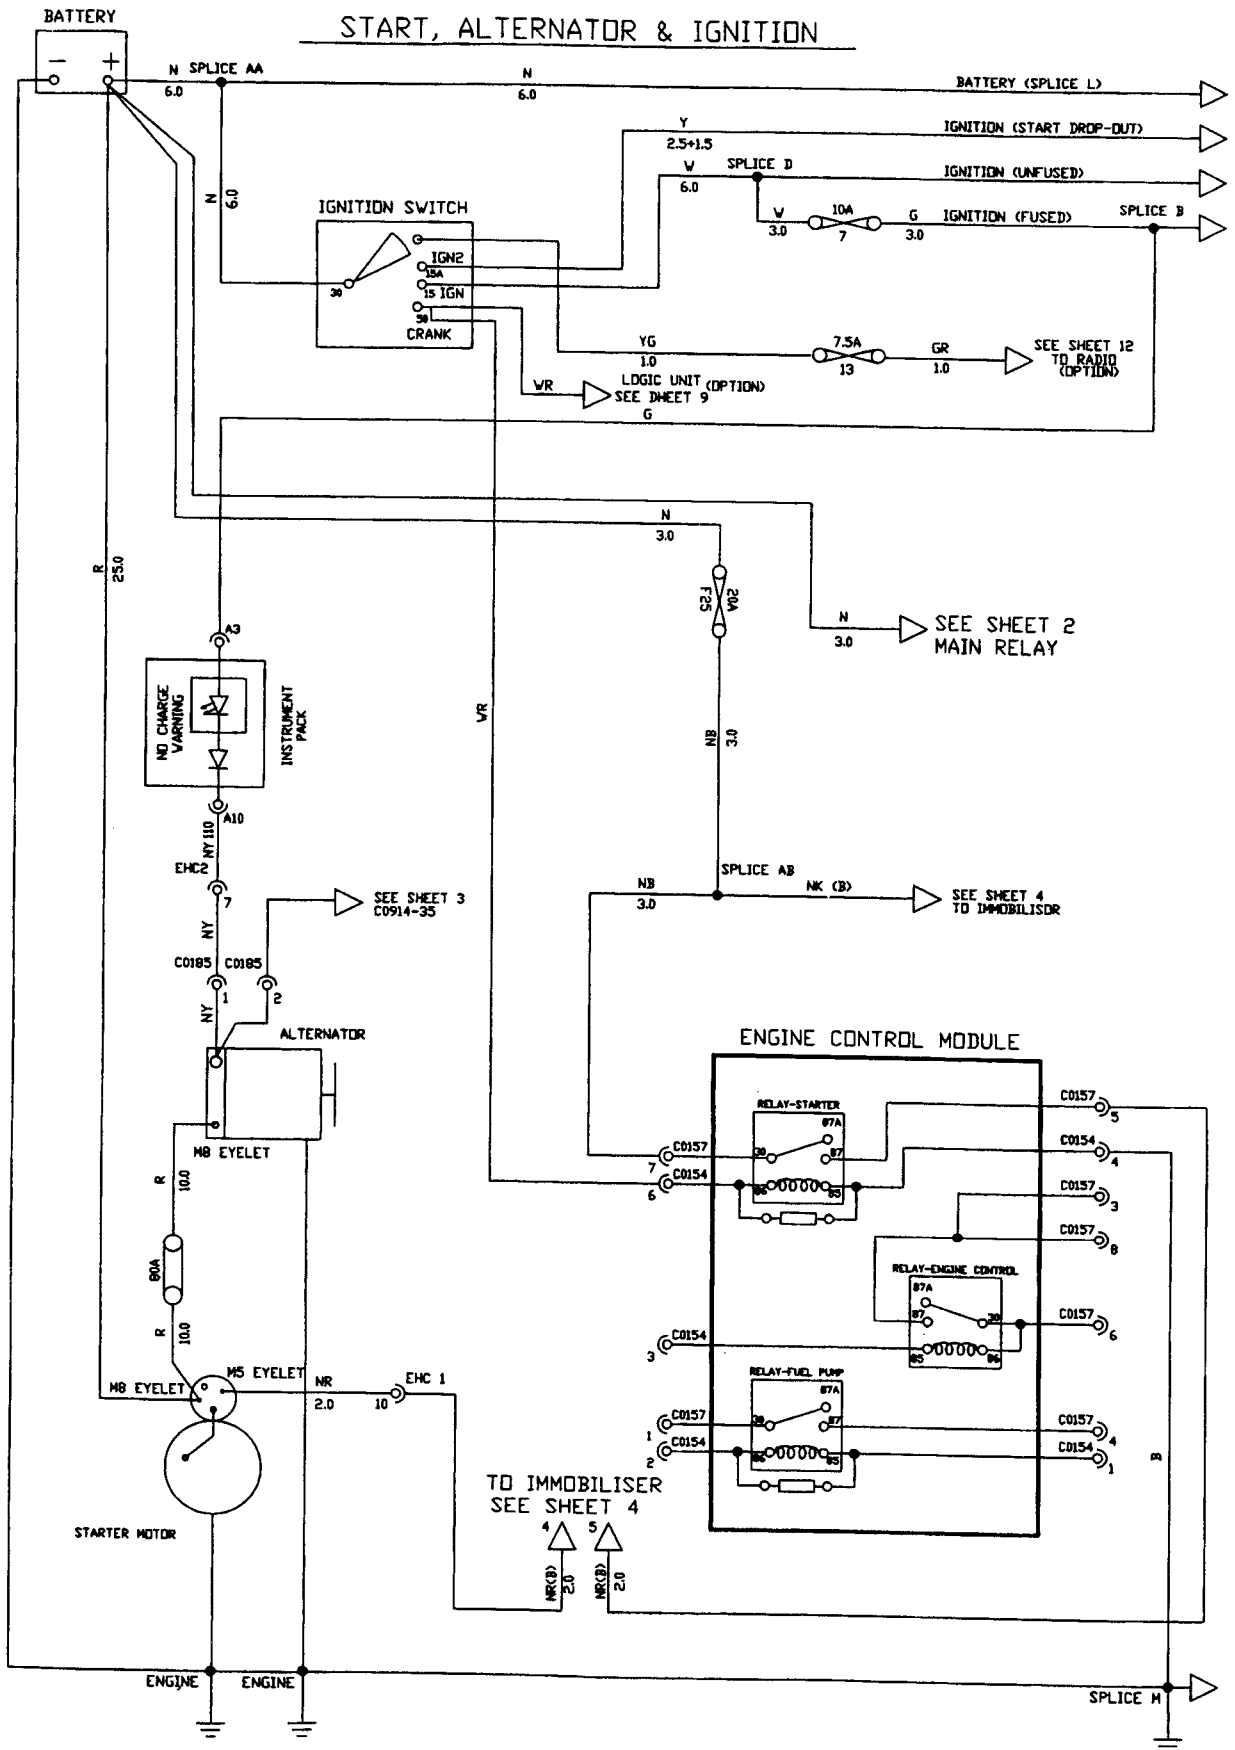 START, ALTERNATOR & IGNITION
BATTERY
− +
N SPLICE AA
6.0
N
6.0
BATTERY (SPLICE L)
Y
2.5+1.5
IGNITION (START DROP-OUT)
W
6.0
SPLICE D
IGNITION (UNFUSED)
W
3.0
10A
7
G
3.0
IGNITION (FUSED)
SPLICE B
N
6.0
IGNITION SWITCH
IGN2
15A
30
15 IGN
50
CRANK
YG
1.0
7.5A
13
GR
1.0
SEE SHEET 12
TO RADIO
(OPTION)
WR
LOGIC UNIT (OPTION)
SEE DHEET 9
G
N
3.0
R
25.0
F25
20A
N
3.0
SEE SHEET 2
MAIN RELAY
A3
NO CHARGE
WARNING
INSTRUMENT
PACK
WR
NB
3.0
A10
NY 110
EHC2
7
SPLICE AB
NB
3.0
NK (B)
SEE SHEET 4
TO IMMOBILISOR
SEE SHEET 3
C0914-35
NY
C0185 C0185
1
2
NY
ALTERNATOR
M8 EYELET
ENGINE CONTROL MODULE
RELAY-STARTER
87A
30
87
86
85
C0157
7
C0154
6
C0157
5
C0154
4
C0157
3
C0157
8
RELAY-ENGINE CONTROL
87A
87
30
85
86
C0157
6
C0154
3
RELAY-FUEL PUMP
87A
30
87
86
85
C0157
1
C0154
2
C0157
4
C0154
1
R
10.0
80A
R
10.0
M5 EYELET
M8 EYELET
NR
2.0
10
EHC 1
B
TO IMMOBILISER
SEE SHEET 4
4
5
NR(B)
2.0
NR(B)
2.0
STARTER MOTOR
ENGINE
ENGINE
SPLICE M